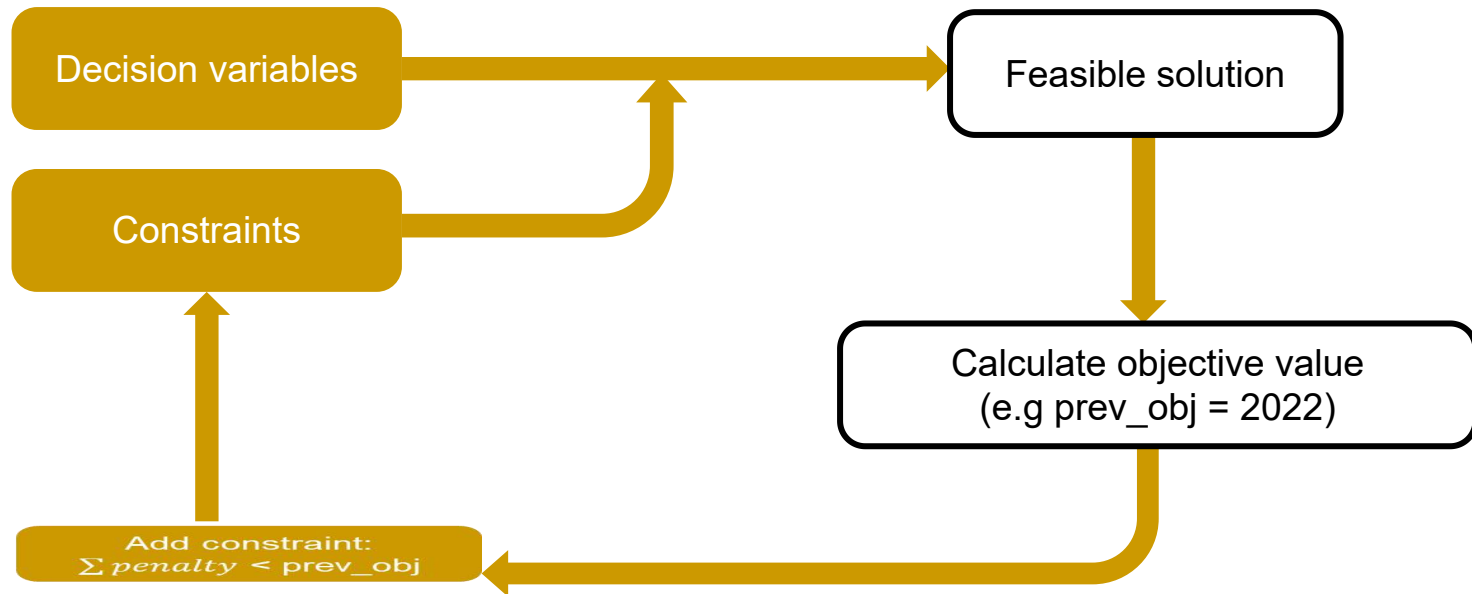 Decision variables
Feasible solution
Constraints
Calculate objective value
(e.g prev_obj = 2022)
Add constraint:
∑ penalty < prev_obj